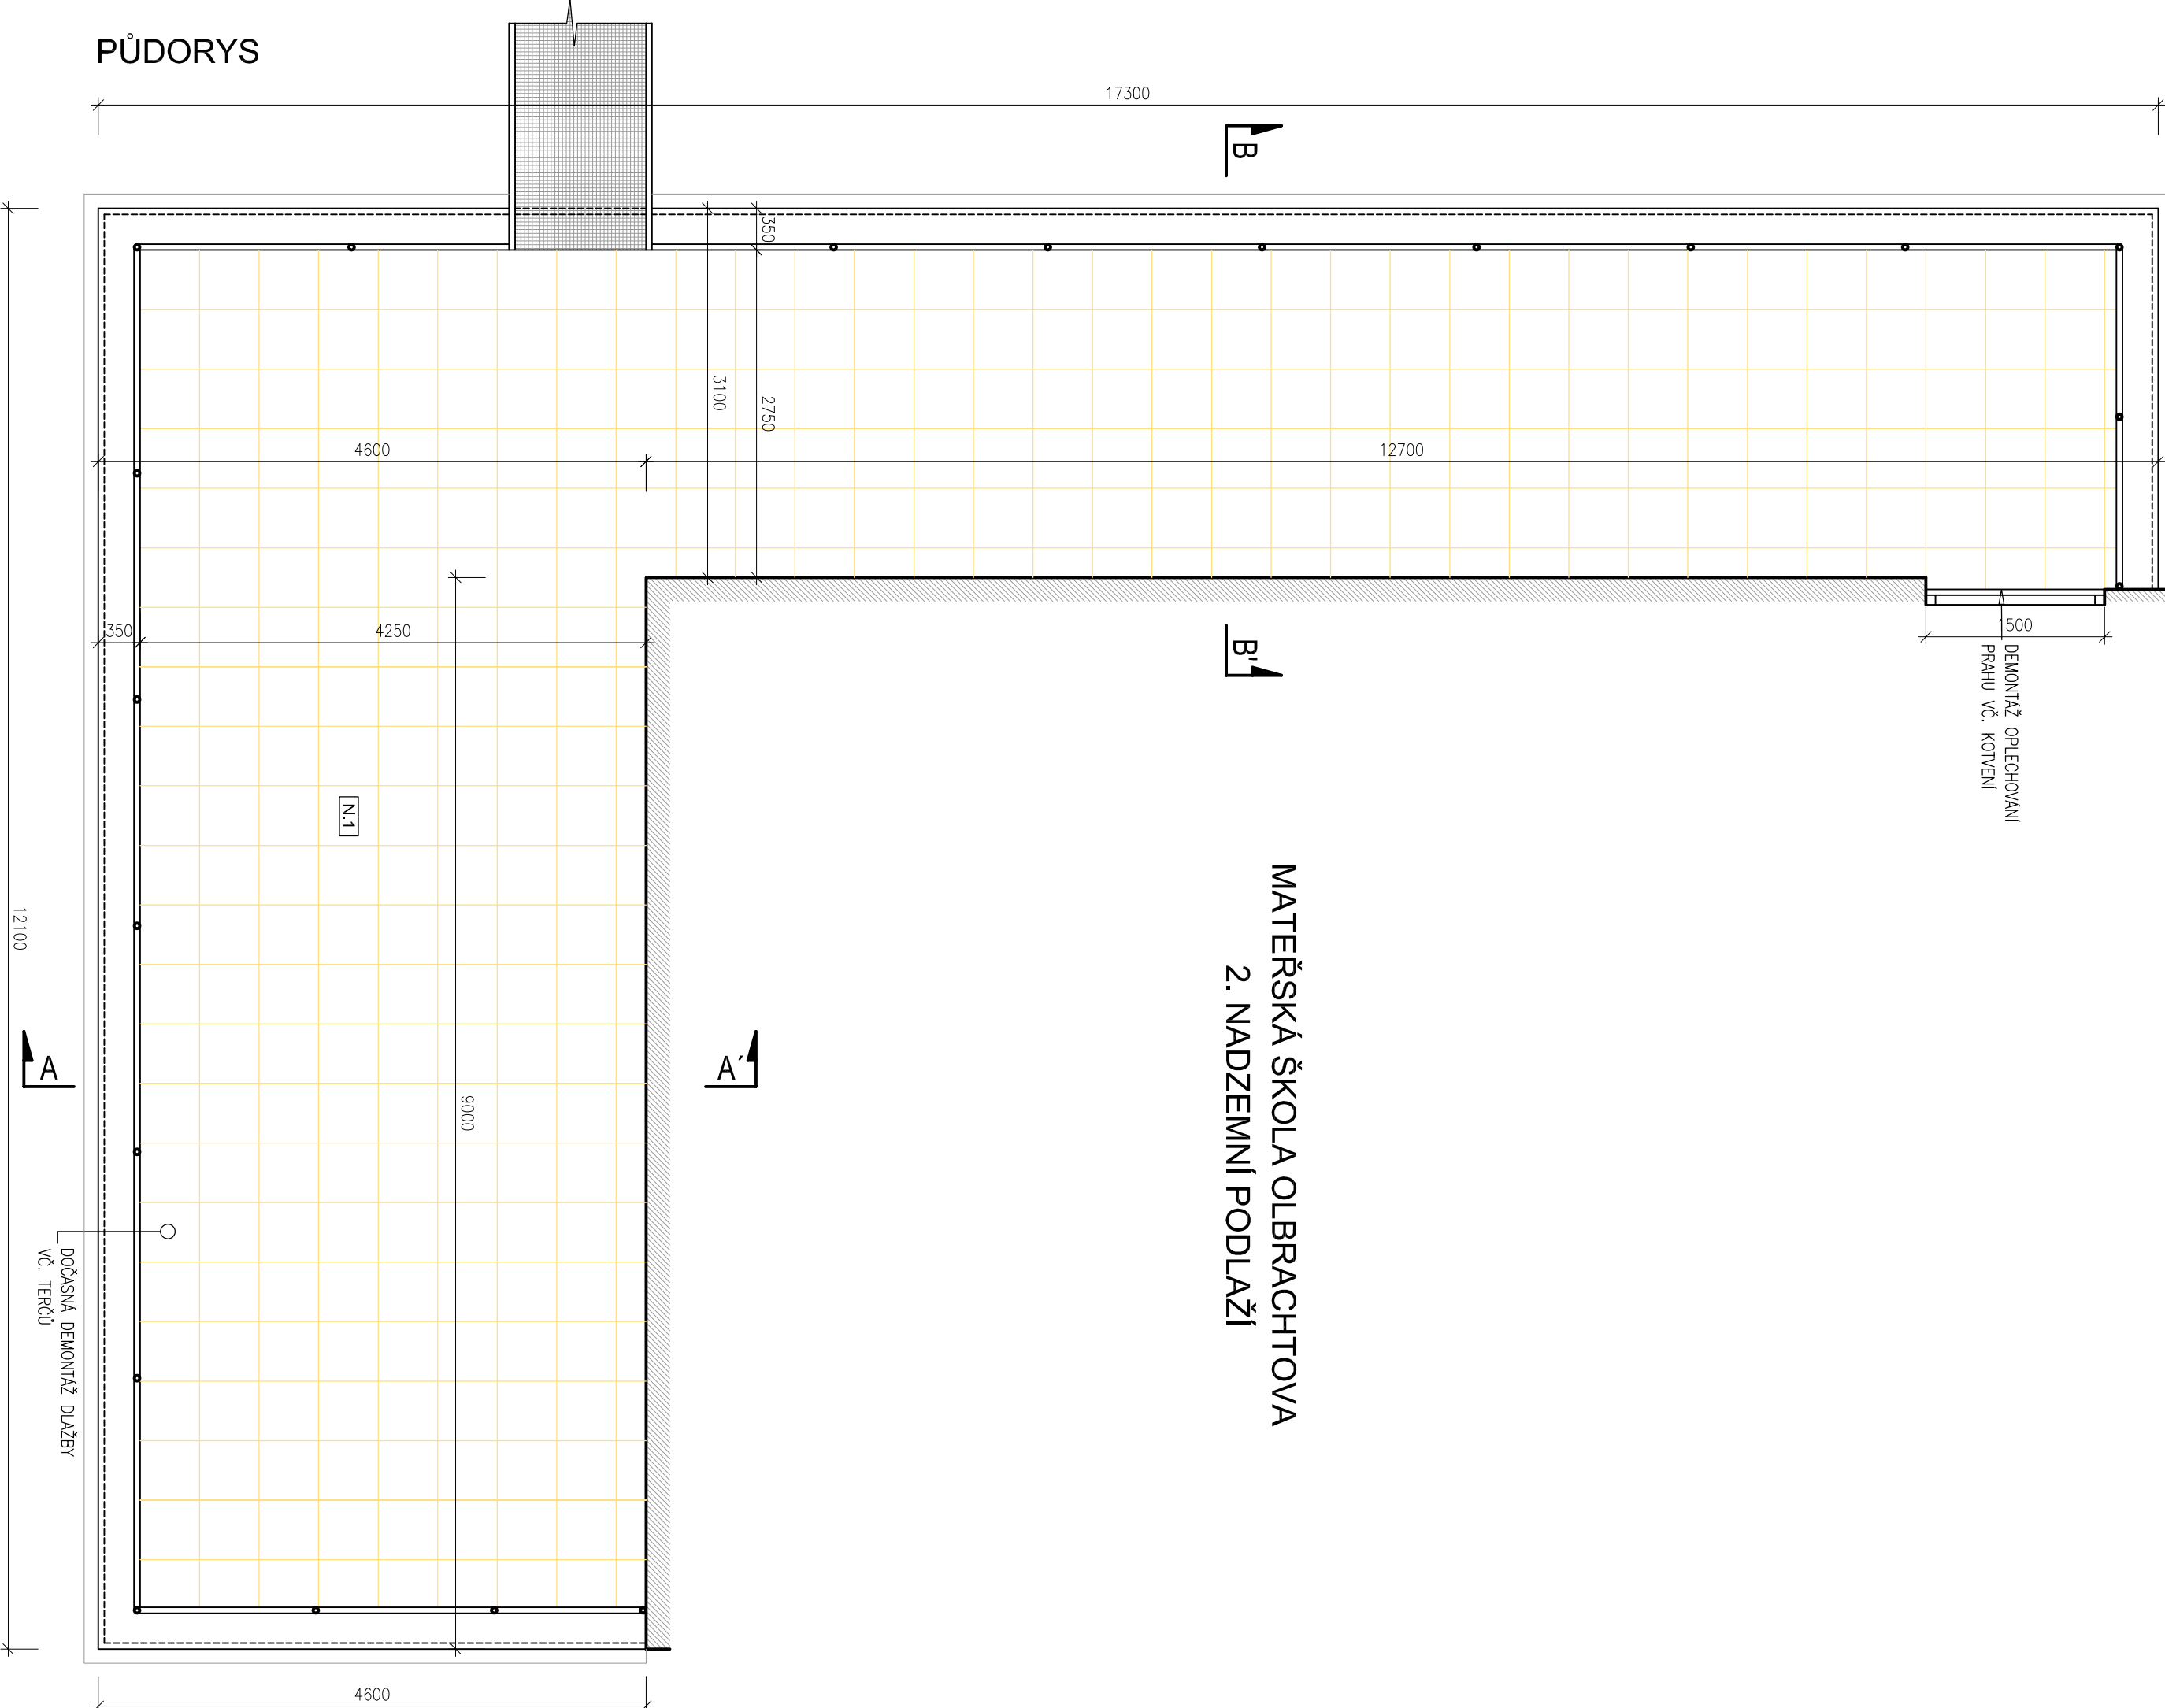 PŮDORYS
17300
B
350
3100
2750
4600
12700
350
4250
1500
B'
DEMONTÁŽ OPLECHOVÁNÍ
PRAHU VČ. KOTVENÍ
N.1
MATEŘSKÁ ŠKOLA OLBRACHTOVA
2. NADZEMNÍ PODLAŽÍ
12100
A
A´
9000
DOČASNÁ DEMONTÁŽ DLAŽBY
VČ. TERČŮ
4600